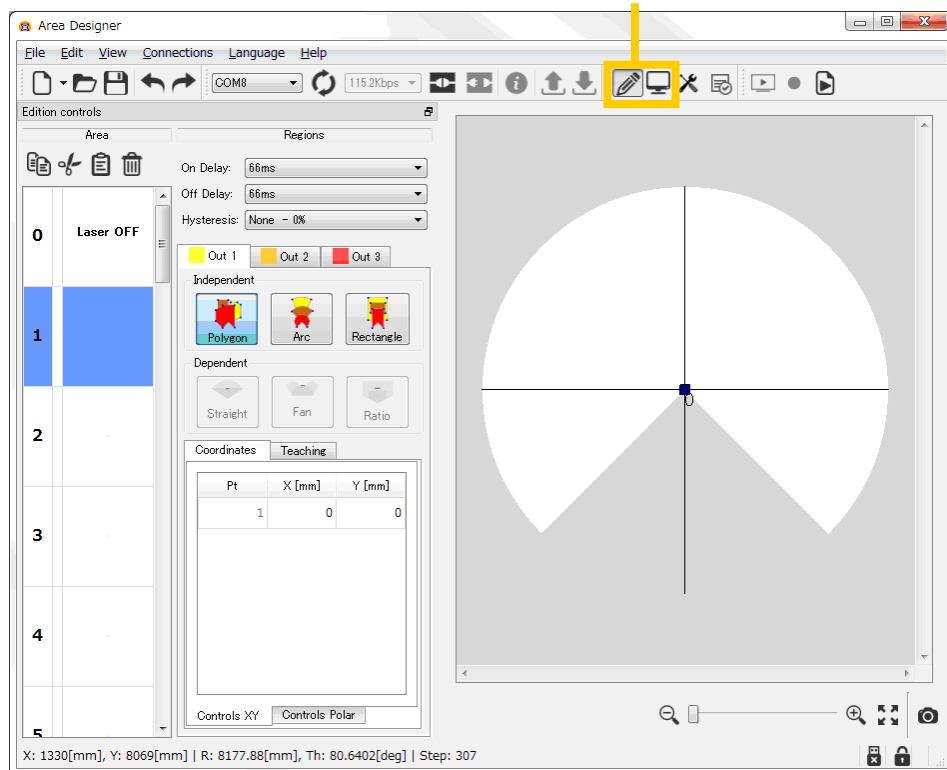 Area Designer
File Edit View Connections Language Help
COM8 115.2Kbps
Edition controls
Area Regions
On Delay: 66ms
Off Delay: 66ms
Hysteresis: None - 0%
0 Laser OFF
1
2
3
4
5
Out 1 Out 2 Out 3
Independent
Polygon Arc Rectangle
Dependent
Straight Fan Ratio
Coordinates Teaching
Pt X [mm] Y [mm]
1 0 0
Controls XY Controls Polar
0
X: 1330[mm], Y: 8069[mm] | R: 8177.88[mm], Th: 80.6402[deg] | Step: 307